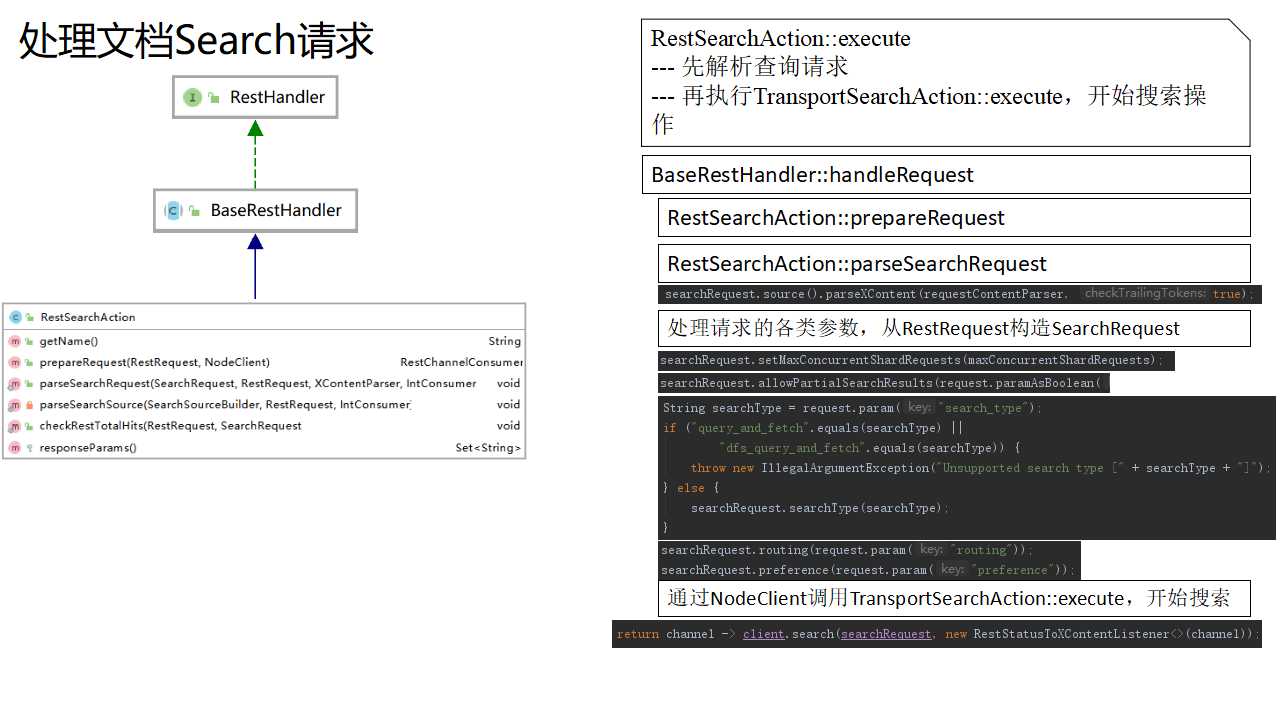 处理文档Search请求
RestHandler
BaseRestHandler
RestSearchAction
getName() String
prepareRequest(RestRequest, NodeClient) RestChannelConsumer
parseSearchRequest(SearchRequest, RestRequest, XContentParser, IntConsumer void
parseSearchSource(SearchSourceBuilder, RestRequest, IntConsumer) void
checkRestTotalHits(RestRequest, SearchRequest void
responseParams() Set<String>
RestSearchAction::execute
--- 先解析查询请求
--- 再执行TransportSearchAction::execute，开始搜索操
作
BaseRestHandler::handleRequest
RestSearchAction::prepareRequest
RestSearchAction::parseSearchRequest
searchRequest.source().parseXContent(requestContentParser, checkTrailingTokens: true);
处理请求的各类参数，从RestRequest构造SearchRequest
searchRequest.setMaxConcurrentShardRequests(maxConcurrentShardRequests);
searchRequest.allowPartialSearchResults(request.paramAsBoolean(
String searchType = request.param( key: "search_type");
if ("query_and_fetch".equals(searchType) ||
"dfs_query_and_fetch".equals(searchType)) {
throw new IllegalArgumentException("Unsupported search type [" + searchType + "]");
} else {
searchRequest.searchType(searchType);
}
searchRequest.routing(request.param( key: "routing"));
searchRequest.preference(request.param( key: "preference"));
通过NodeClient调用TransportSearchAction::execute，开始搜索
return channel -> client.search(searchRequest, new RestStatusToXContentListener<>(channel));